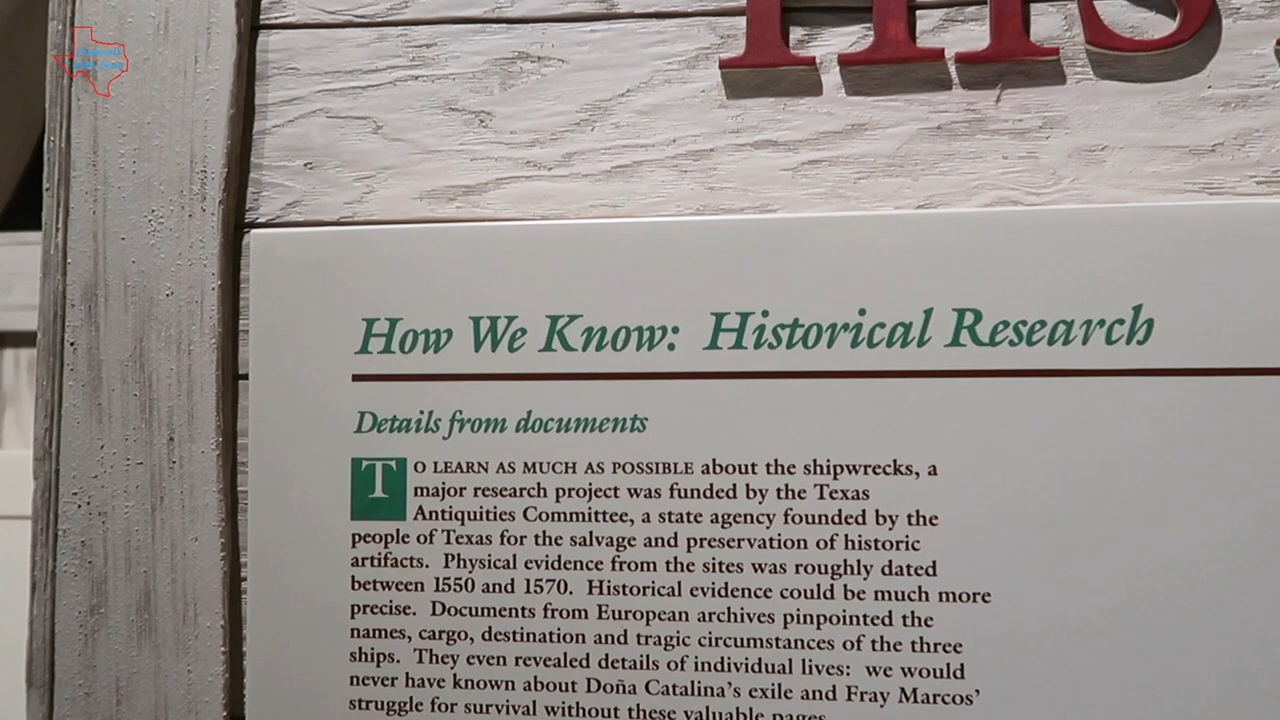 How We Know: Historical Research
Details from documents
TO LEARN AS MUCH AS POSSIBLE about the shipwrecks, a
major research project was funded by the Texas
Antiquities Committee, a state agency founded by the
people of Texas for the salvage and preservation of historic
artifacts. Physical evidence from the sites was roughly dated
between 1550 and 1570. Historical evidence could be much more
precise. Documents from European archives pinpointed the
names, cargo, destination and tragic circumstances of the three
ships. They even revealed details of individual lives: we would
never have known about Doña Catalina's exile and Fray Marcos'
struggle for survival without these valuable pages.